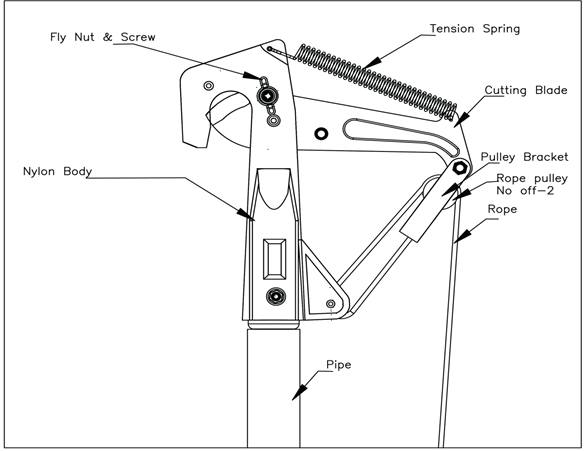 Tension Spring
Fly Nut & Screw
Cutting Blade
Pulley Bracket
Nylon Body
Rope pulley
No off-2
Rope
Pipe